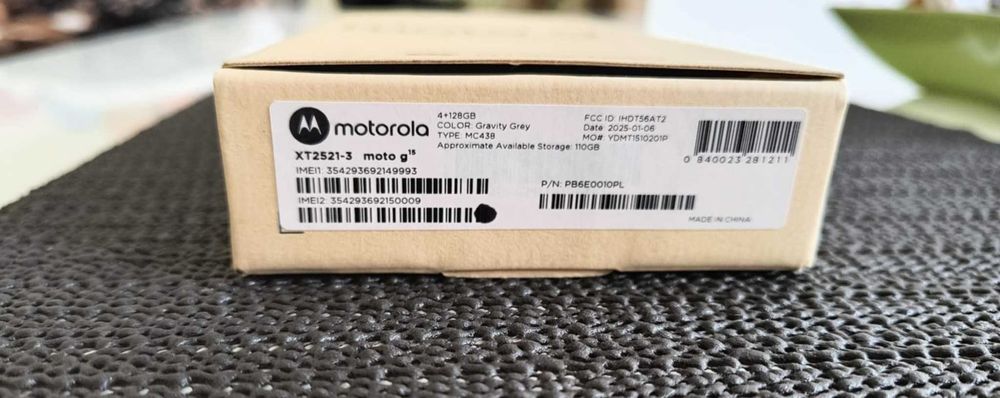 motorola
XT2521-3 moto g¹⁵
IMEI1: 354293692149993
IMEI2: 354293692150009
4+128GB
COLOR: Gravity Grey
TYPE: MC438
Approximate Available Storage: 110GB
FCC ID: IHDT56AT2
Date: 2025-01-06
MO#: YDMT1510201P
P/N: PB6E0010PL
0 840023 281211
MADE IN CHINA